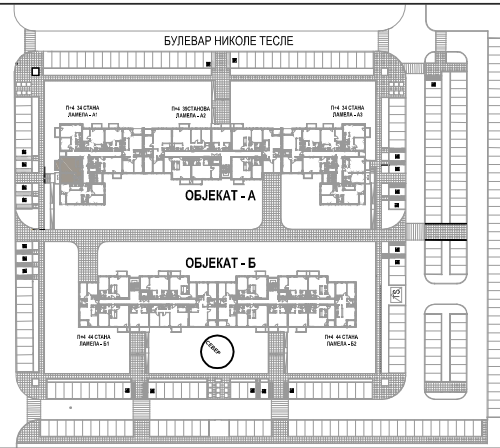 БУЛЕВАР НИКОЛЕ ТЕСЛЕ
П+4 34 СТАНА
ЛАМЕЛА - А1
П+4 39СТАНОВА
ЛАМЕЛА - А2
П+4 34 СТАНА
ЛАМЕЛА - А3
ОБЈЕКАТ - А
ОБЈЕКАТ - Б
П+4 44 СТАНА
ЛАМЕЛА - Б1
СЕВЕР
П+4 44 СТАНА
ЛАМЕЛА - Б2